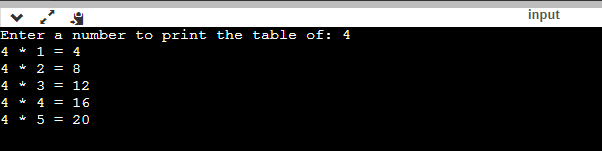 input
Enter a number to print the table of: 4
4 * 1 = 4
4 * 2 = 8
4 * 3 = 12
4 * 4 = 16
4 * 5 = 20